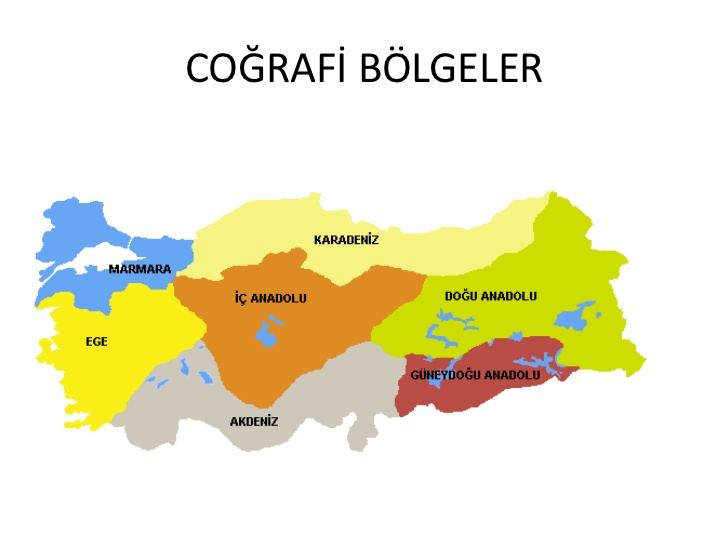 COĞRAFİ BÖLGELER
KARADENİZ
MARMARA
İÇ ANADOLU
DOĞU ANADOLU
EGE
GÜNEYDOĞU ANADOLU
AKDENİZ